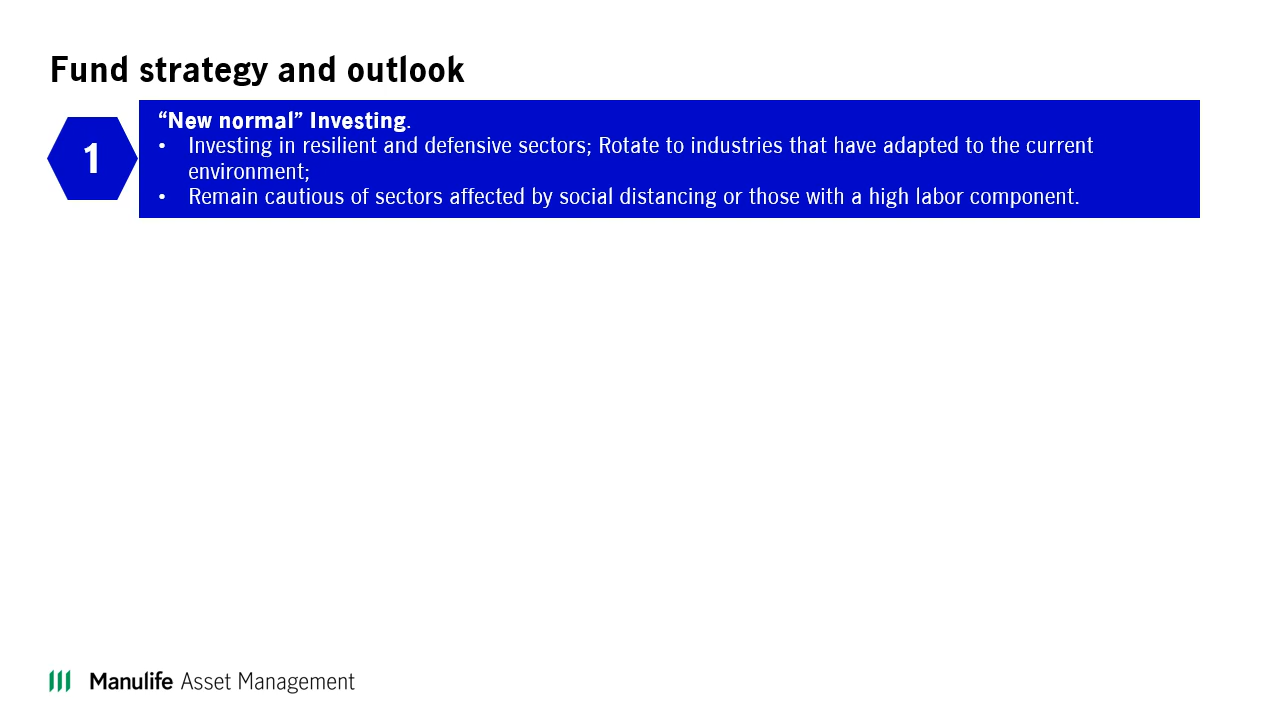 Fund strategy and outlook
1
“New normal” Investing.
• Investing in resilient and defensive sectors; Rotate to industries that have adapted to the current
environment;
• Remain cautious of sectors affected by social distancing or those with a high labor component.
Manulife Asset Management